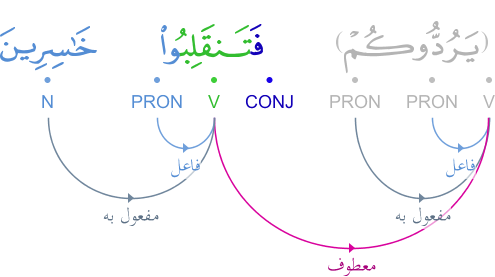 (يَرُدُّوكُمْ) فَتَنقَلِبُوا۟ خَٰسِرِينَ
V PRON PRON CONJ V PRON N
فاعل فاعل
مفعول به مفعول به
معطوف